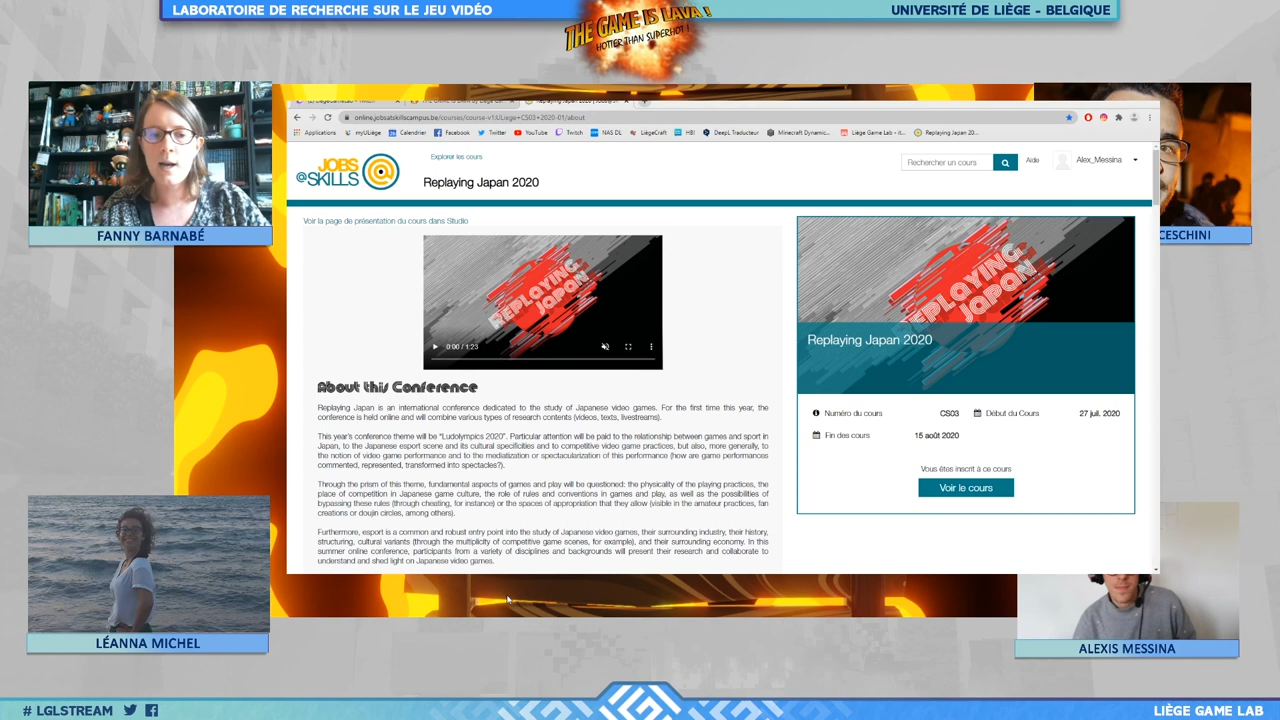 LABORATOIRE DE RECHERCHE SUR LE JEU VIDÉO
THE GAME IS LAVA !
HOTTER THAN SUPERHOT !
UNIVERSITÉ DE LIÈGE - BELGIQUE
online.jobsatskillscampus.be/courses/course-v1:ULiege+CS03+2020-01/about
Applications myULiège Calendrier Facebook Twitter YouTube Twitch NAS DL LiègeCraft HBI DeepL Traducteur Minecraft Dynamic... Liège Game Lab - it... Replaying Japan 20...
JOBS
@SKILLS
Explorer les cours
Replaying Japan 2020
Rechercher un cours
Aide
Alex_Messina
Voir la page de présentation du cours dans Studio
REPLAYING
JAPAN
0:00 / 1:23
About this Conference
Replaying Japan is an international conference dedicated to the study of Japanese video games. For the first time this year, the
conference is held online and will combine various types of research contents (videos, texts, livestreams).
This year's conference theme will be "Ludolympics 2020". Particular attention will be paid to the relationship between games and sport in
Japan, to the Japanese esport scene and its cultural specificities and to competitive video game practices, but also, more generally, to
the notion of video game performance and to the mediatization or spectacularization of this performance (how are game performances
commented, represented, transformed into spectacles?).
Through the prism of this theme, fundamental aspects of games and play will be questioned: the physicality of the playing practices, the
place of competition in Japanese game culture, the role of rules and conventions in games and play, as well as the possibilities of
bypassing these rules (through cheating, for instance) or the spaces of appropriation that they allow (visible in the amateur practices, fan
creations or doujin circles, among others).
Furthermore, esport is a common and robust entry point into the study of Japanese video games, their surrounding industry, their history,
structuring, cultural variants (through the multiplicity of competitive game scenes, for example), and their surrounding economy. In this
summer online conference, participants from a variety of disciplines and backgrounds will present their research and collaborate to
understand and shed light on Japanese video games.
REPLAYING
JAPAN
Replaying Japan 2020
Numéro du cours CS03
Début du Cours 27 juil. 2020
Fin des cours 15 août 2020
Vous êtes inscrit à ce cours
Voir le cours
FANNY BARNABÉ
CESCHINI
LÉANNA MICHEL
ALEXIS MESSINA
# LGLSTREAM
LIÈGE GAME LAB